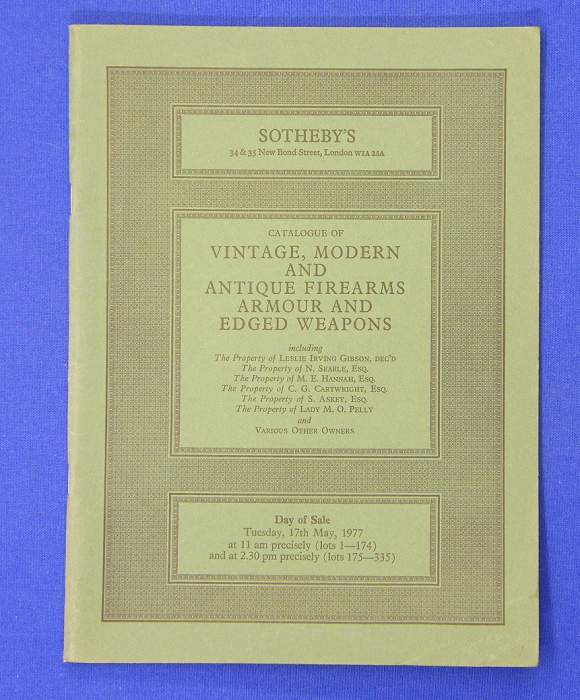 SOTHEBY'S
34 & 35 New Bond Street, London W1A 2AA
CATALOGUE OF
VINTAGE, MODERN
AND
ANTIQUE FIREARMS
ARMOUR AND
EDGED WEAPONS
including
The Property of LESLIE IRVING GIBSON, DEC'D
The Property of N. SEARLE, ESQ.
The Property of M. E. HANNAH, ESQ.
The Property of C. G. CARTWRIGHT, ESQ.
The Property of S. ASKEY, ESQ.
The Property of LADY M. O. PELLY
and
VARIOUS OTHER OWNERS
Day of Sale
Tuesday, 17th May, 1977
at 11 am precisely (lots 1—174)
and at 2.30 pm precisely (lots 175—335)